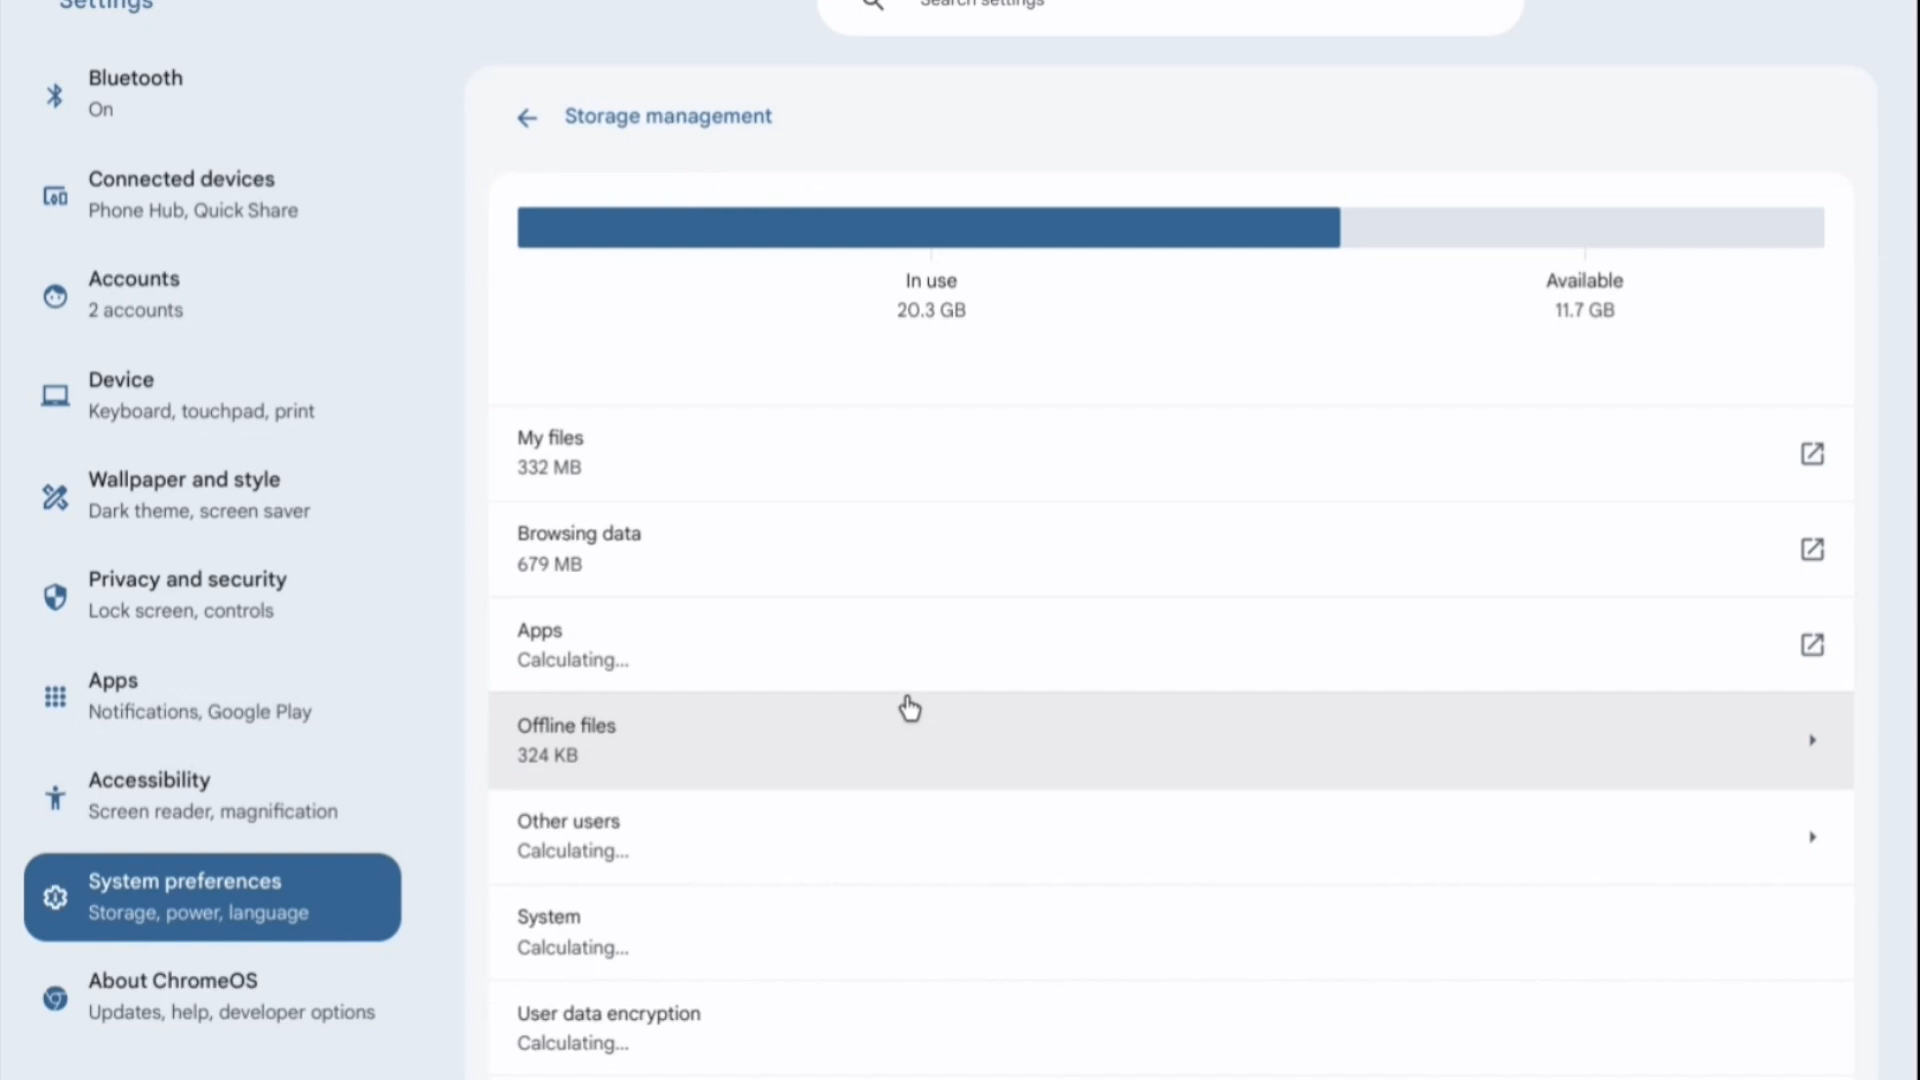 Settings
Search settings
Bluetooth
On
Connected devices
Phone Hub, Quick Share
Accounts
2 accounts
Device
Keyboard, touchpad, print
Wallpaper and style
Dark theme, screen saver
Privacy and security
Lock screen, controls
Apps
Notifications, Google Play
Accessibility
Screen reader, magnification
System preferences
Storage, power, language
About ChromeOS
Updates, help, developer options
Storage management
In use
20.3 GB
Available
11.7 GB
My files
332 MB
Browsing data
679 MB
Apps
Calculating...
Offline files
324 KB
Other users
Calculating...
System
Calculating...
User data encryption
Calculating...